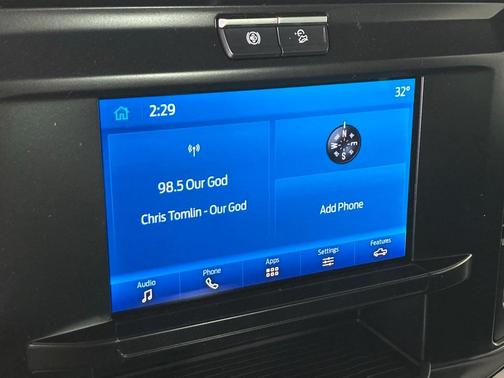 2:29
32°
98.5 Our God
Chris Tomlin - Our God
N
W E
S
Add Phone
Audio
Phone
Apps
Settings
Features